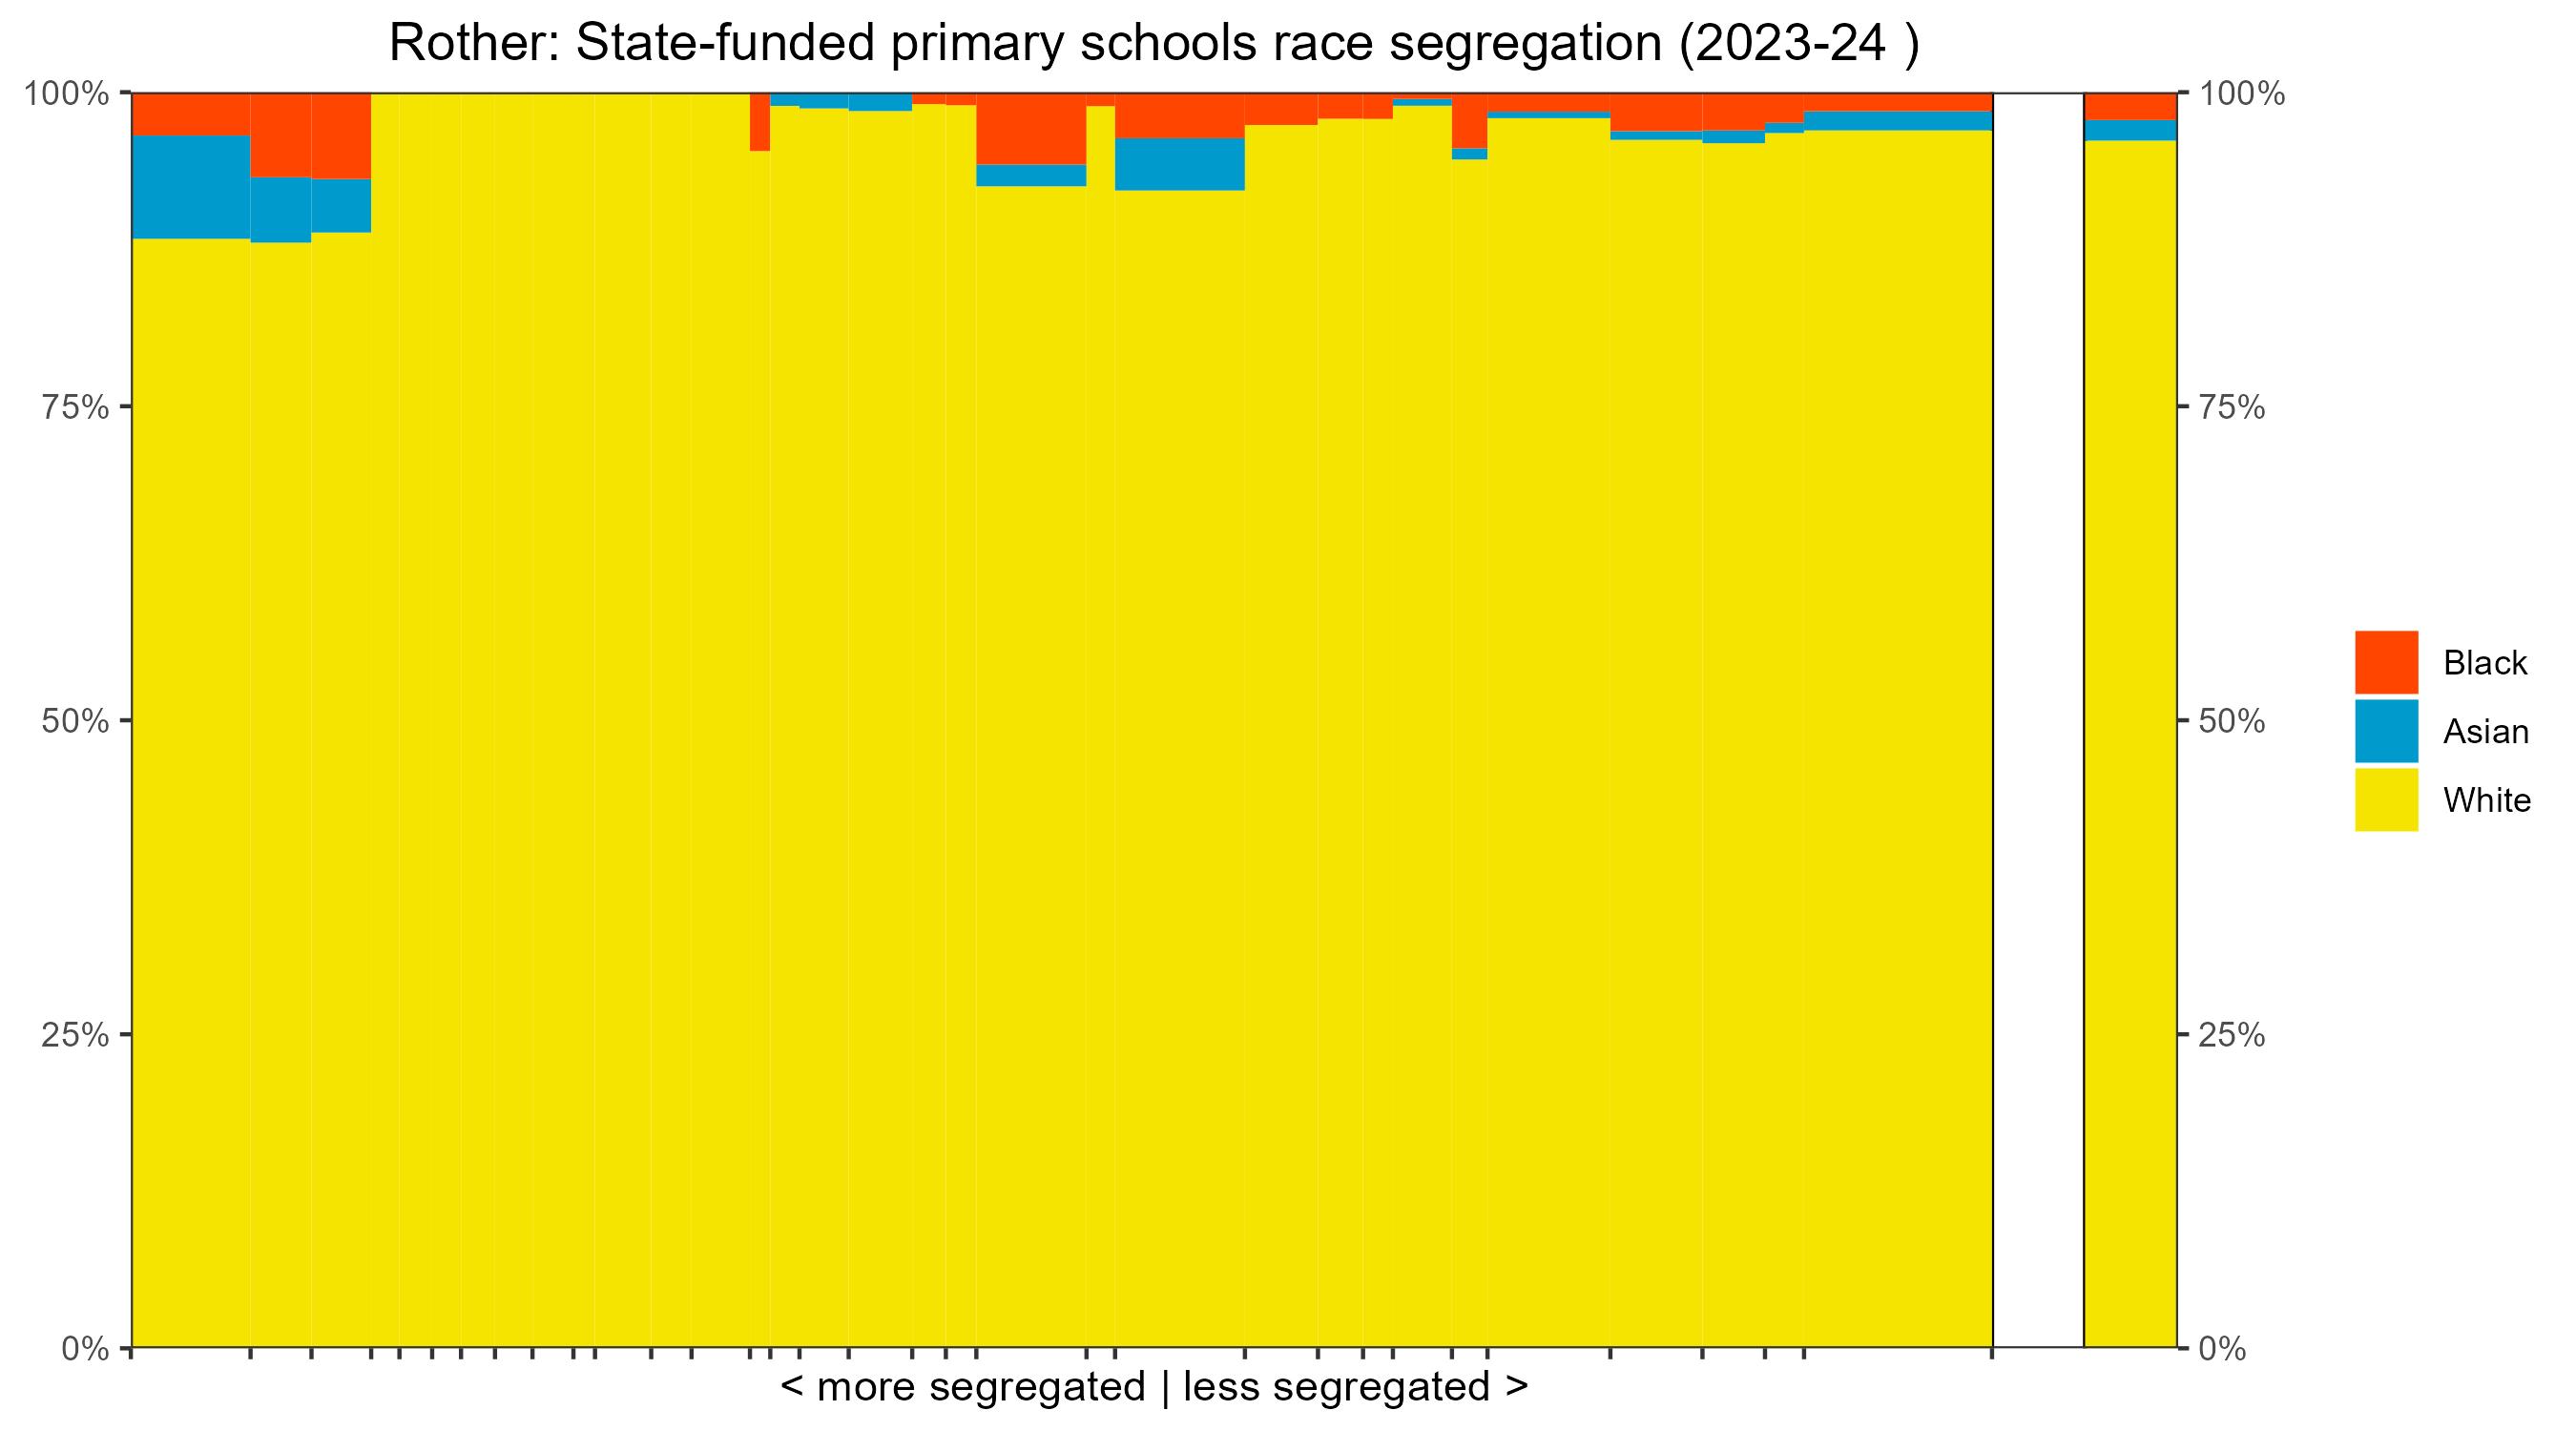 Rother: State-funded primary schools race segregation (2023-24 )
100%
75%
50%
25%
0%
100%
75%
50%
25%
0%
Black
Asian
White
< more segregated | less segregated >